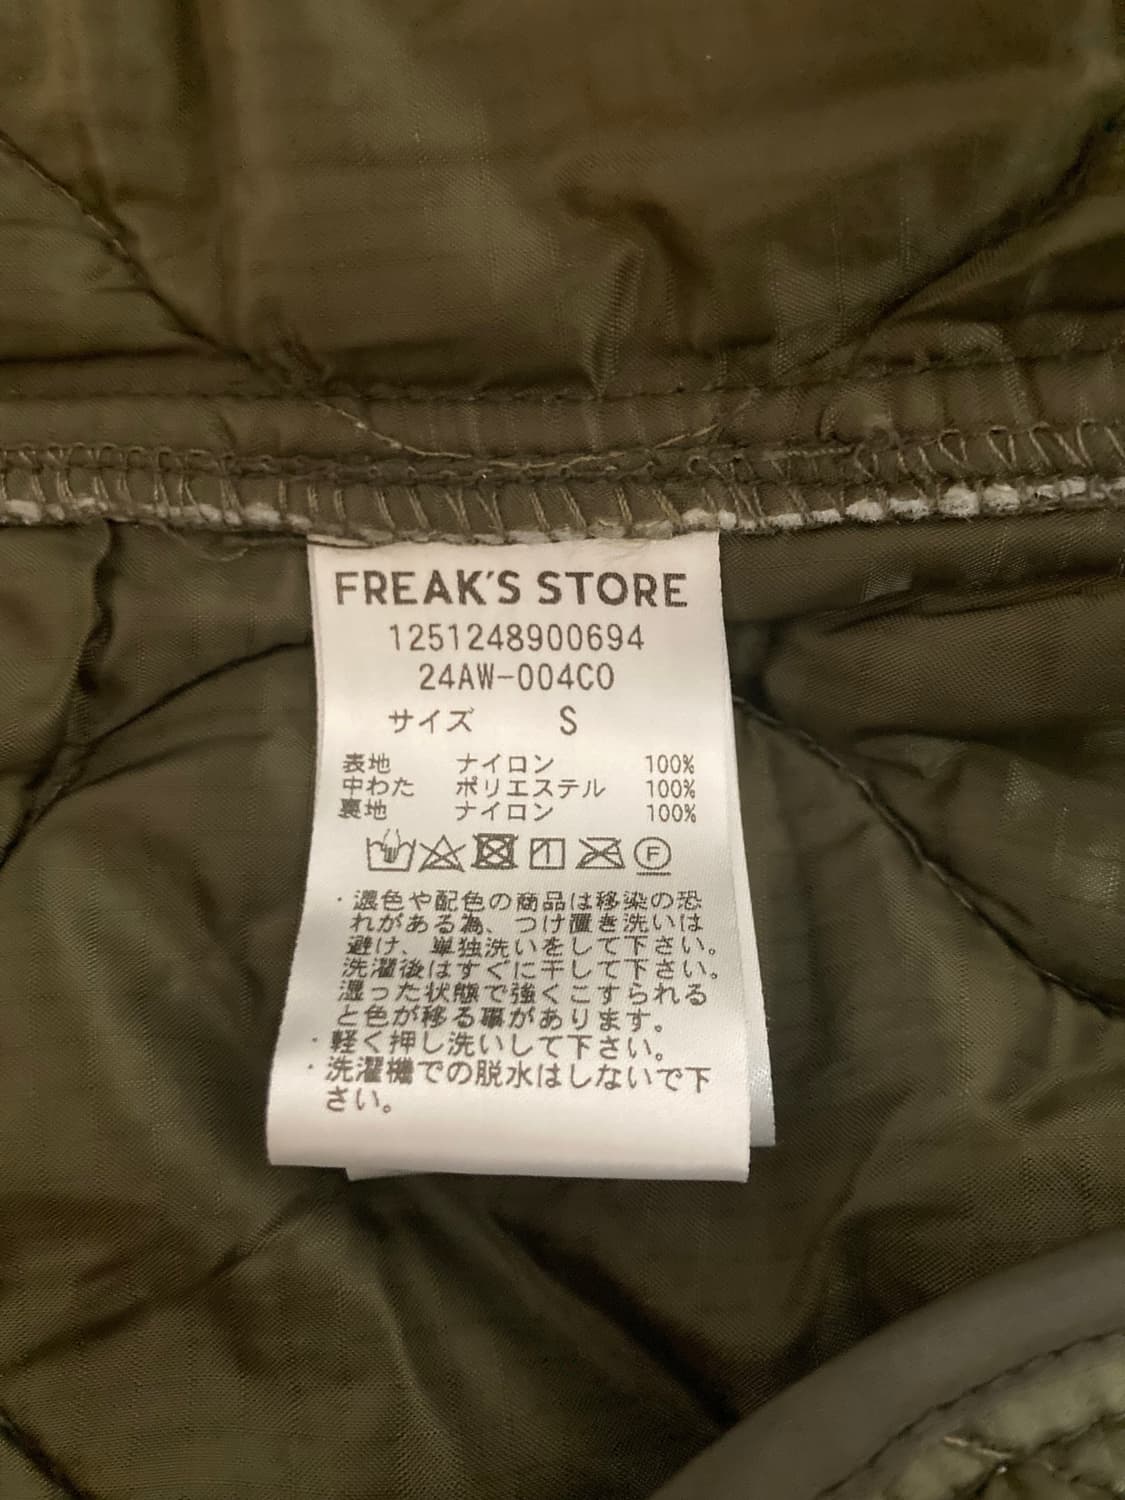 FREAK'S STORE
1251248900694
24AW-004CO
サイズ S
表地 ナイロン 100%
中わた ポリエステル 100%
裏地 ナイロン 100%
F
・濃色や配色の商品は移染の恐
れがある為、つけ置き洗いは
避け、単独洗いをして下さい。
洗濯後はすぐに干して下さい。
湿った状態で強くこすられる
と色が移る事があります。
・軽く押し洗いして下さい。
・洗濯機での脱水はしないで下
さい。